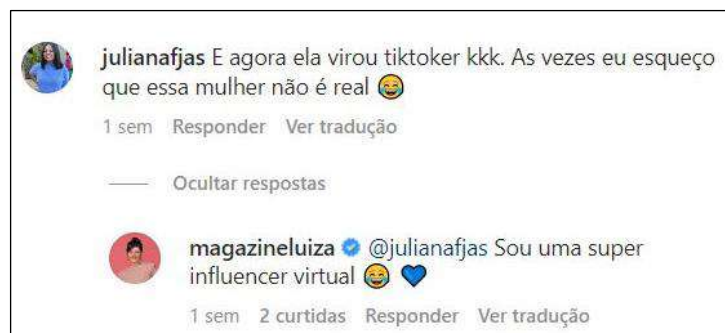 julianafjas E agora ela virou tiktoker kkk. As vezes eu esqueço
que essa mulher não é real 😂
1 sem Responder Ver tradução
Ocultar respostas
magazineluiza @julianafjas Sou uma super
influencer virtual 😂 💙
1 sem 2 curtidas Responder Ver tradução